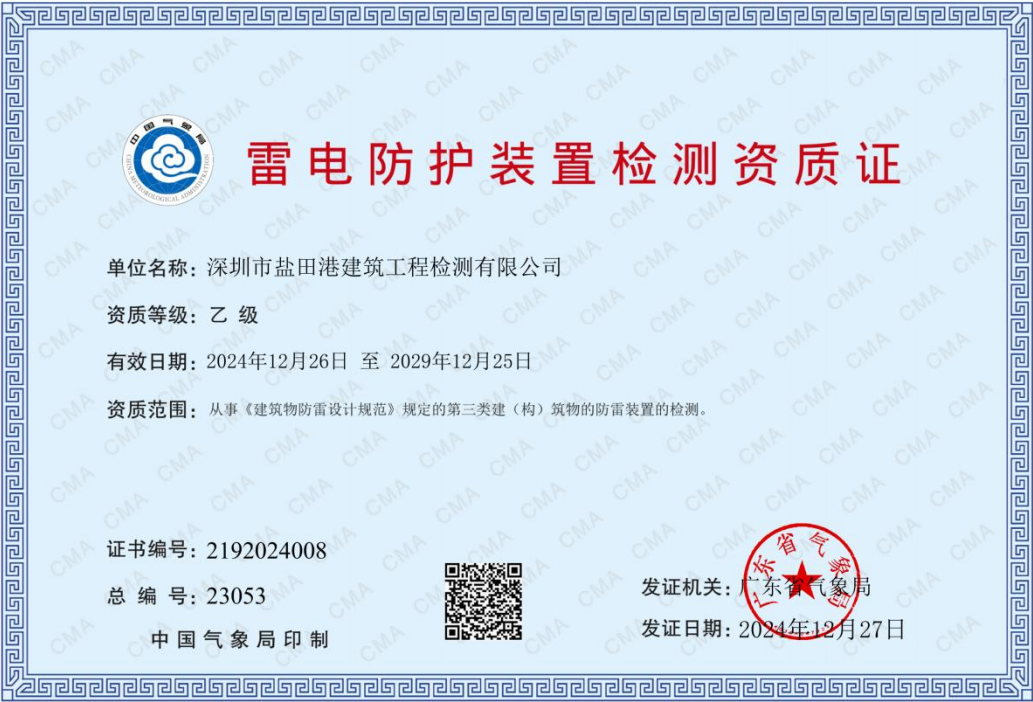 中国气象局
CHINA METEOROLOGICAL ADMINISTRATION
雷电防护装置检测资质证
单位名称：深圳市盐田港建筑工程检测有限公司
资质等级：乙 级
有效日期：2024年12月26日 至 2029年12月25日
资质范围：从事《建筑物防雷设计规范》规定的第三类建（构）筑物的防雷装置的检测。
证书编号：2192024008
总 编 号：23053
中国气象局印制
广东省气象局
发证机关：广东省气象局
发证日期：2024年12月27日
CMA